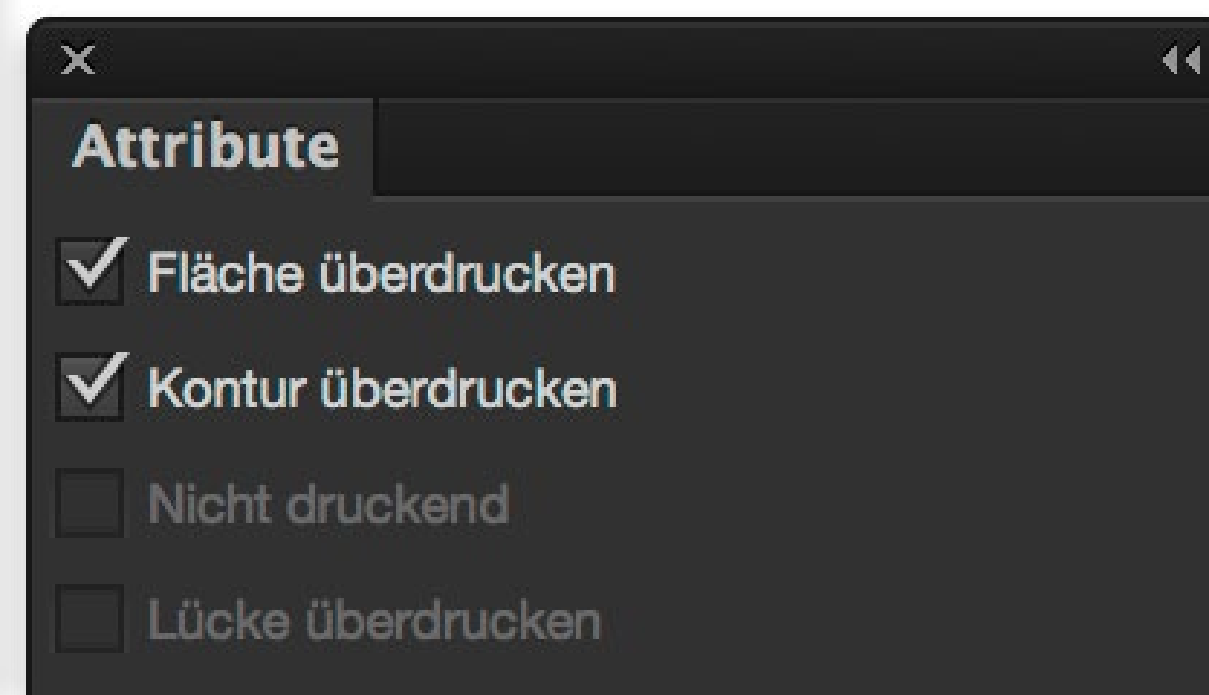 Attribute
Fläche überdrucken
Kontur überdrucken
Nicht druckend
Lücke überdrucken